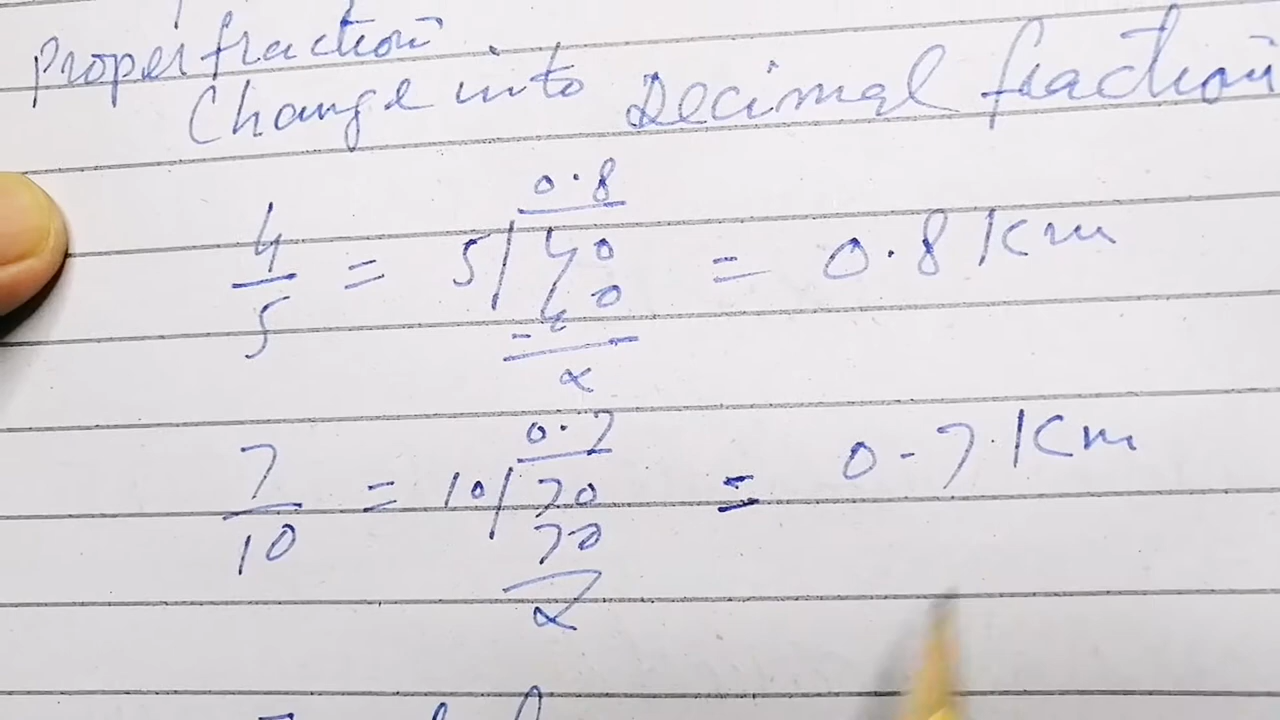 Proper fraction
Change into Decimal fraction
0.8
4/5 = 5/40 = 0.8 Km
-40
x
0.7
7/10 = 10/70 = 0.7 Km
70
x